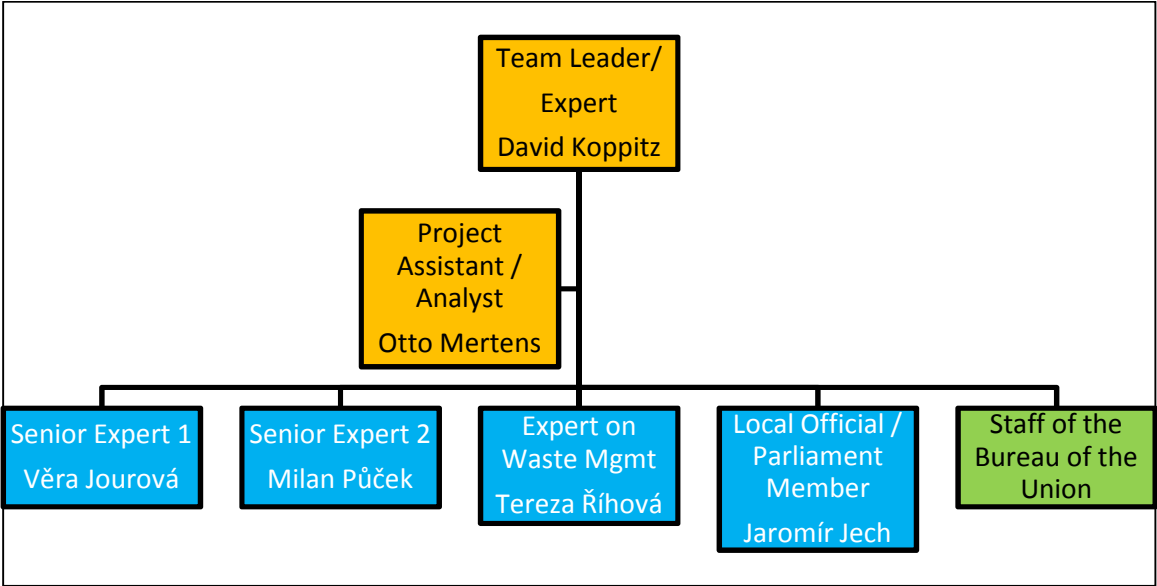 Team Leader/
Expert
David Koppitz
Project
Assistant /
Analyst
Otto Mertens
Senior Expert 1
Věra Jourová
Senior Expert 2
Milan Půček
Expert on
Waste Mgmt
Tereza Říhová
Local Official /
Parliament
Member
Jaromír Jech
Staff of the
Bureau of the
Union